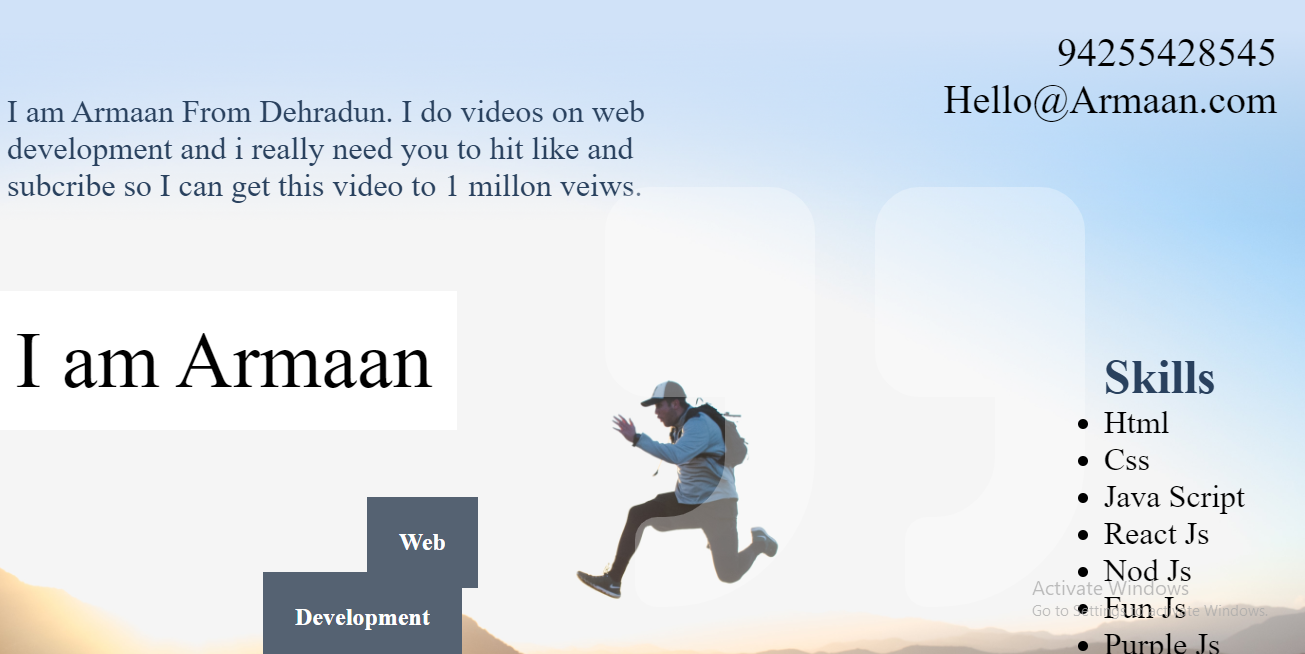 94255428545
Hello@Armaan.com
I am Armaan From Dehradun. I do videos on web
development and i really need you to hit like and
subcribe so I can get this video to 1 millon veiws.
I am Armaan
Skills
Html
Css
Java Script
React Js
Nod Js
Fun Js
Purple Js
Web
Development
Activate Windows
Go to Settings to activate Windows.